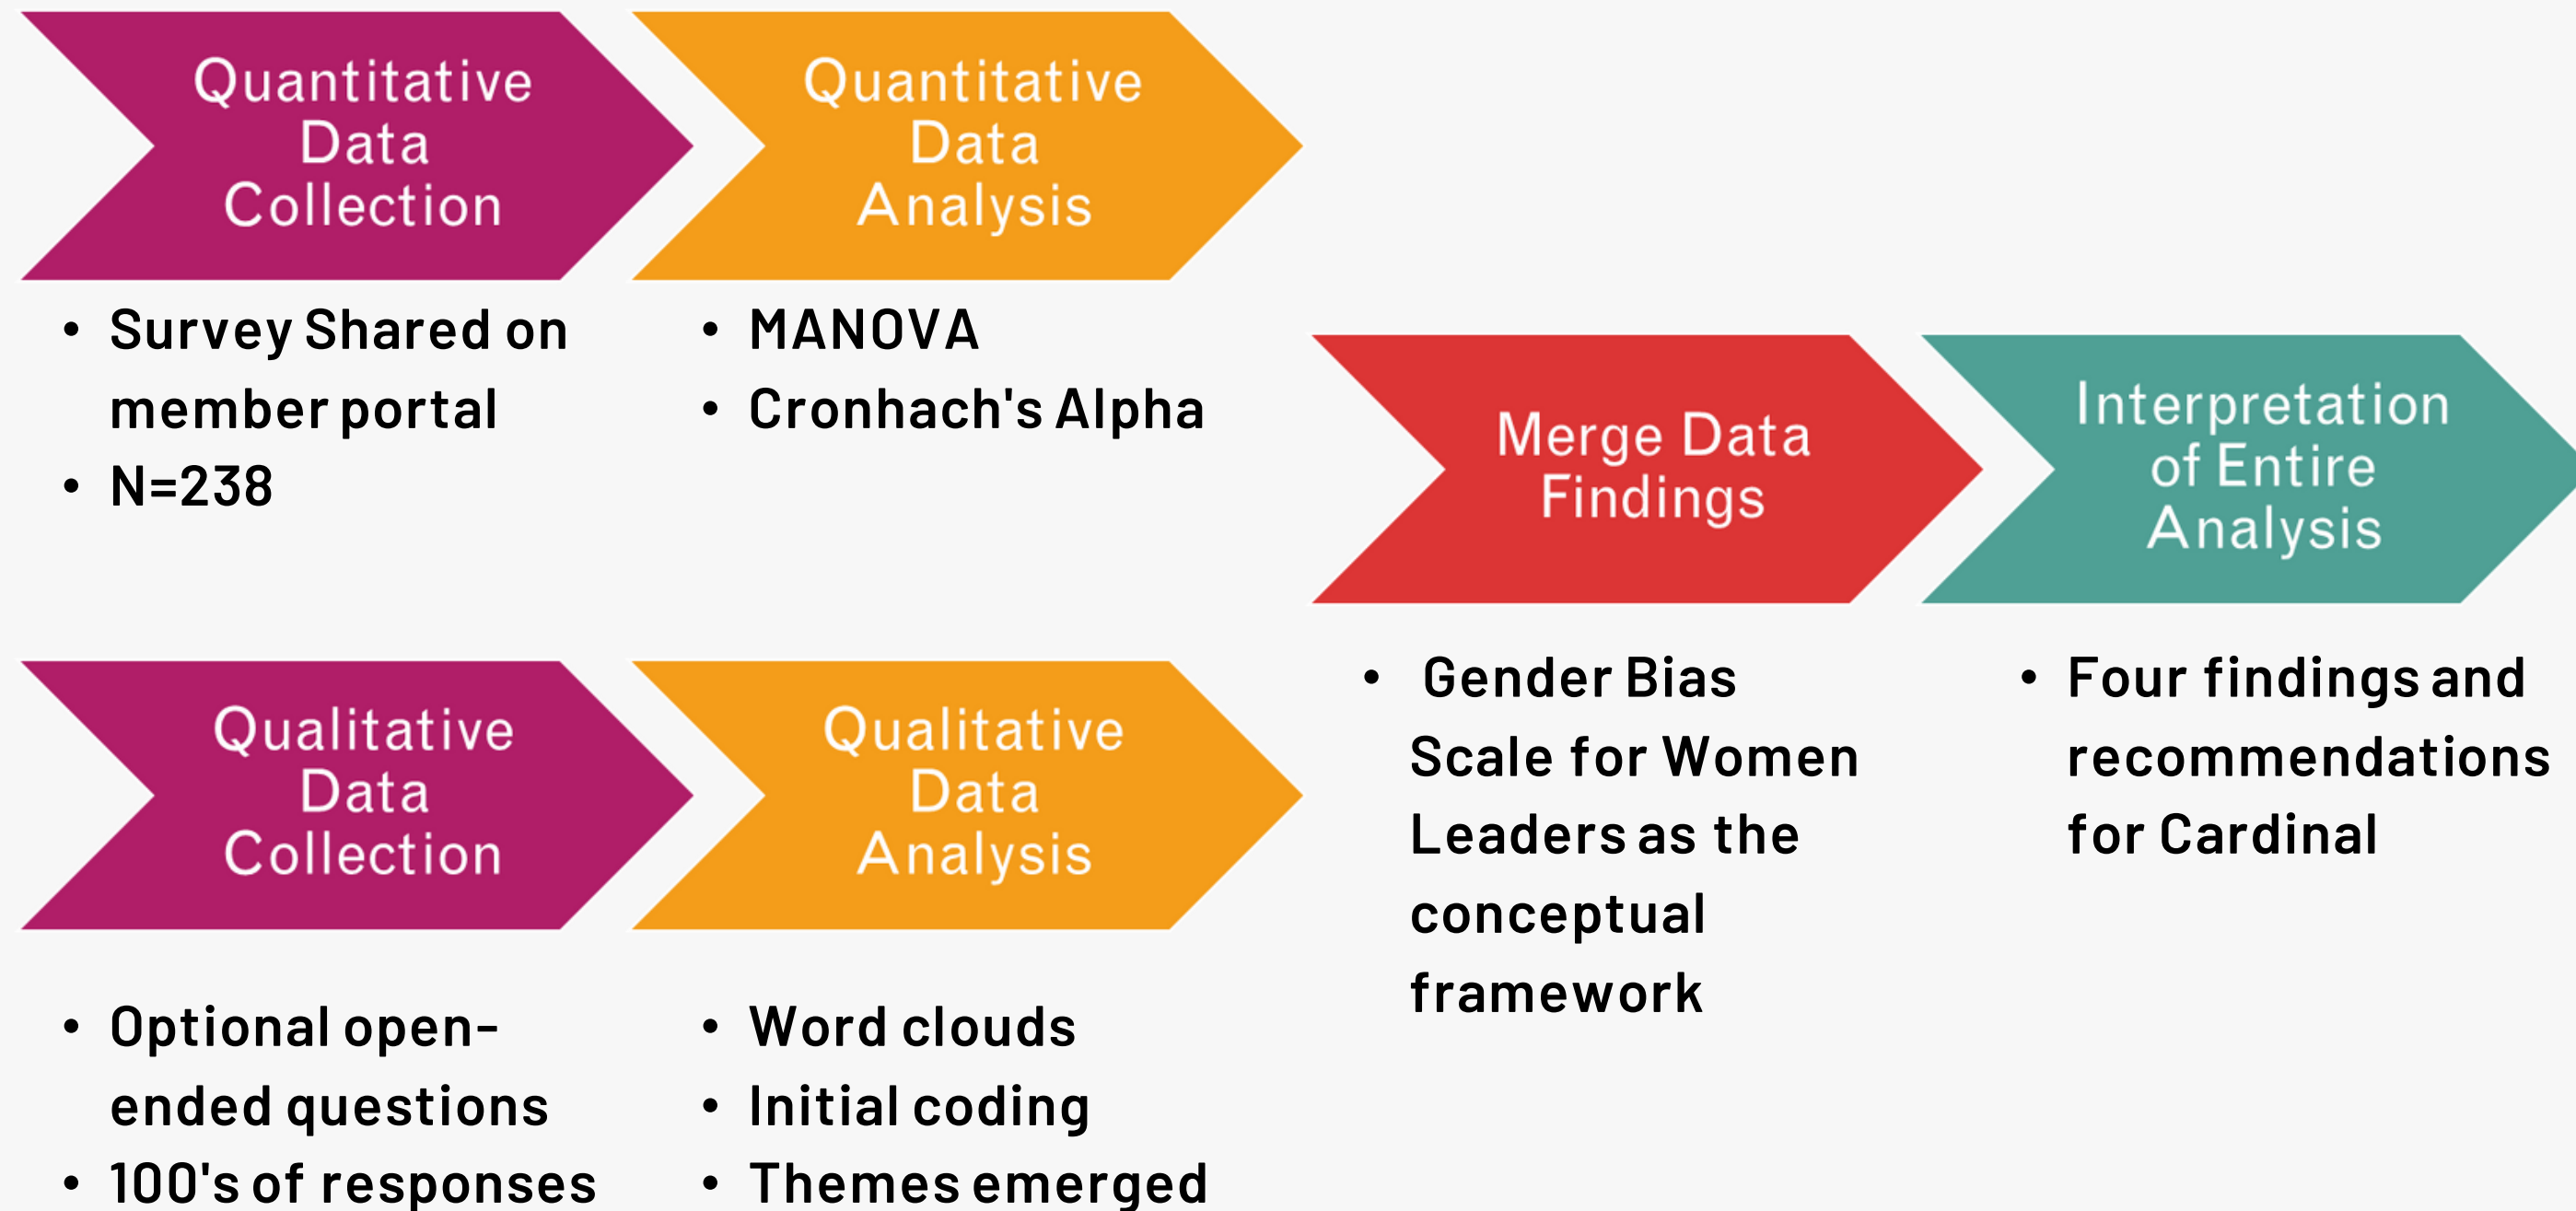 Quantitative
Data
Collection
• Survey Shared on
member portal
• N=238
Quantitative
Data
Analysis
• MANOVA
• Cronhach's Alpha
Qualitative
Data
Collection
• Optional open-
ended questions
• 100's of responses
Qualitative
Data
Analysis
• Word clouds
• Initial coding
• Themes emerged
Merge Data
Findings
• Gender Bias
Scale for Women
Leaders as the
conceptual
framework
Interpretation
of Entire
Analysis
• Four findings and
recommendations
for Cardinal